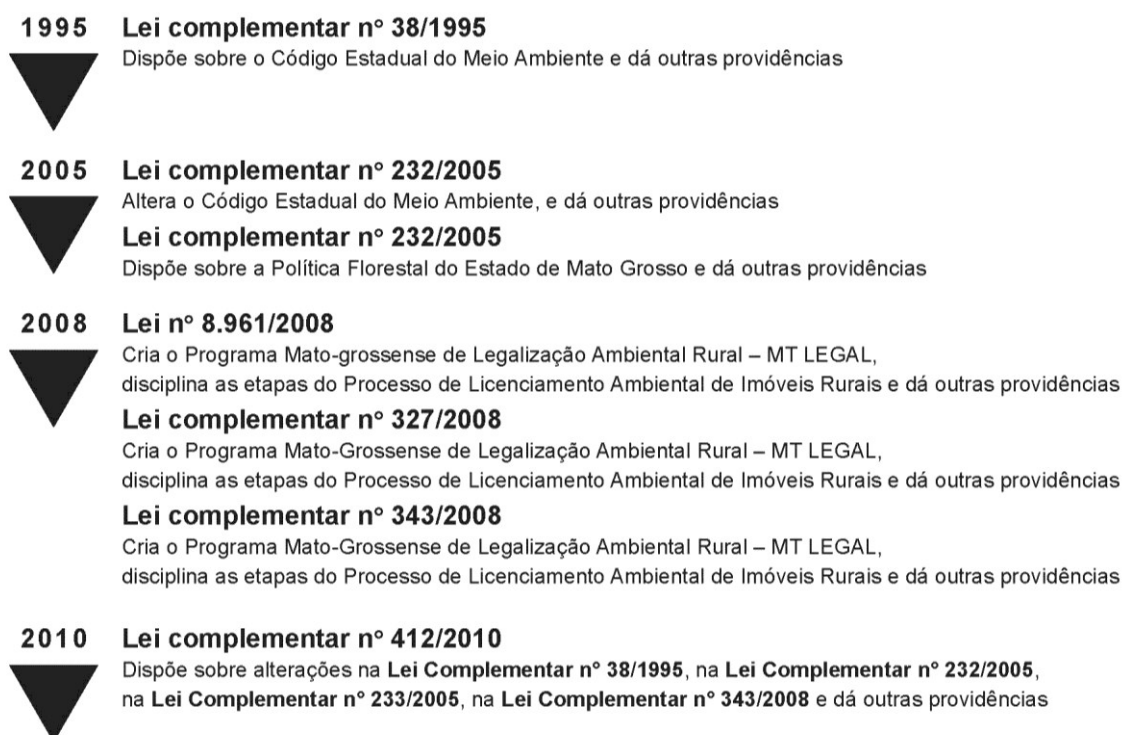 1995 Lei complementar nº 38/1995
Dispõe sobre o Código Estadual do Meio Ambiente e dá outras providências
2005 Lei complementar nº 232/2005
Altera o Código Estadual do Meio Ambiente, e dá outras providências
Lei complementar nº 232/2005
Dispõe sobre a Política Florestal do Estado de Mato Grosso e dá outras providências
2008 Lei nº 8.961/2008
Cria o Programa Mato-grossense de Legalização Ambiental Rural – MT LEGAL,
disciplina as etapas do Processo de Licenciamento Ambiental de Imóveis Rurais e dá outras providências
Lei complementar nº 327/2008
Cria o Programa Mato-Grossense de Legalização Ambiental Rural – MT LEGAL,
disciplina as etapas do Processo de Licenciamento Ambiental de Imóveis Rurais e dá outras providências
Lei complementar nº 343/2008
Cria o Programa Mato-Grossense de Legalização Ambiental Rural – MT LEGAL,
disciplina as etapas do Processo de Licenciamento Ambiental de Imóveis Rurais e dá outras providências
2010 Lei complementar nº 412/2010
Dispõe sobre alterações na Lei Complementar nº 38/1995, na Lei Complementar nº 232/2005,
na Lei Complementar nº 233/2005, na Lei Complementar nº 343/2008 e dá outras providências